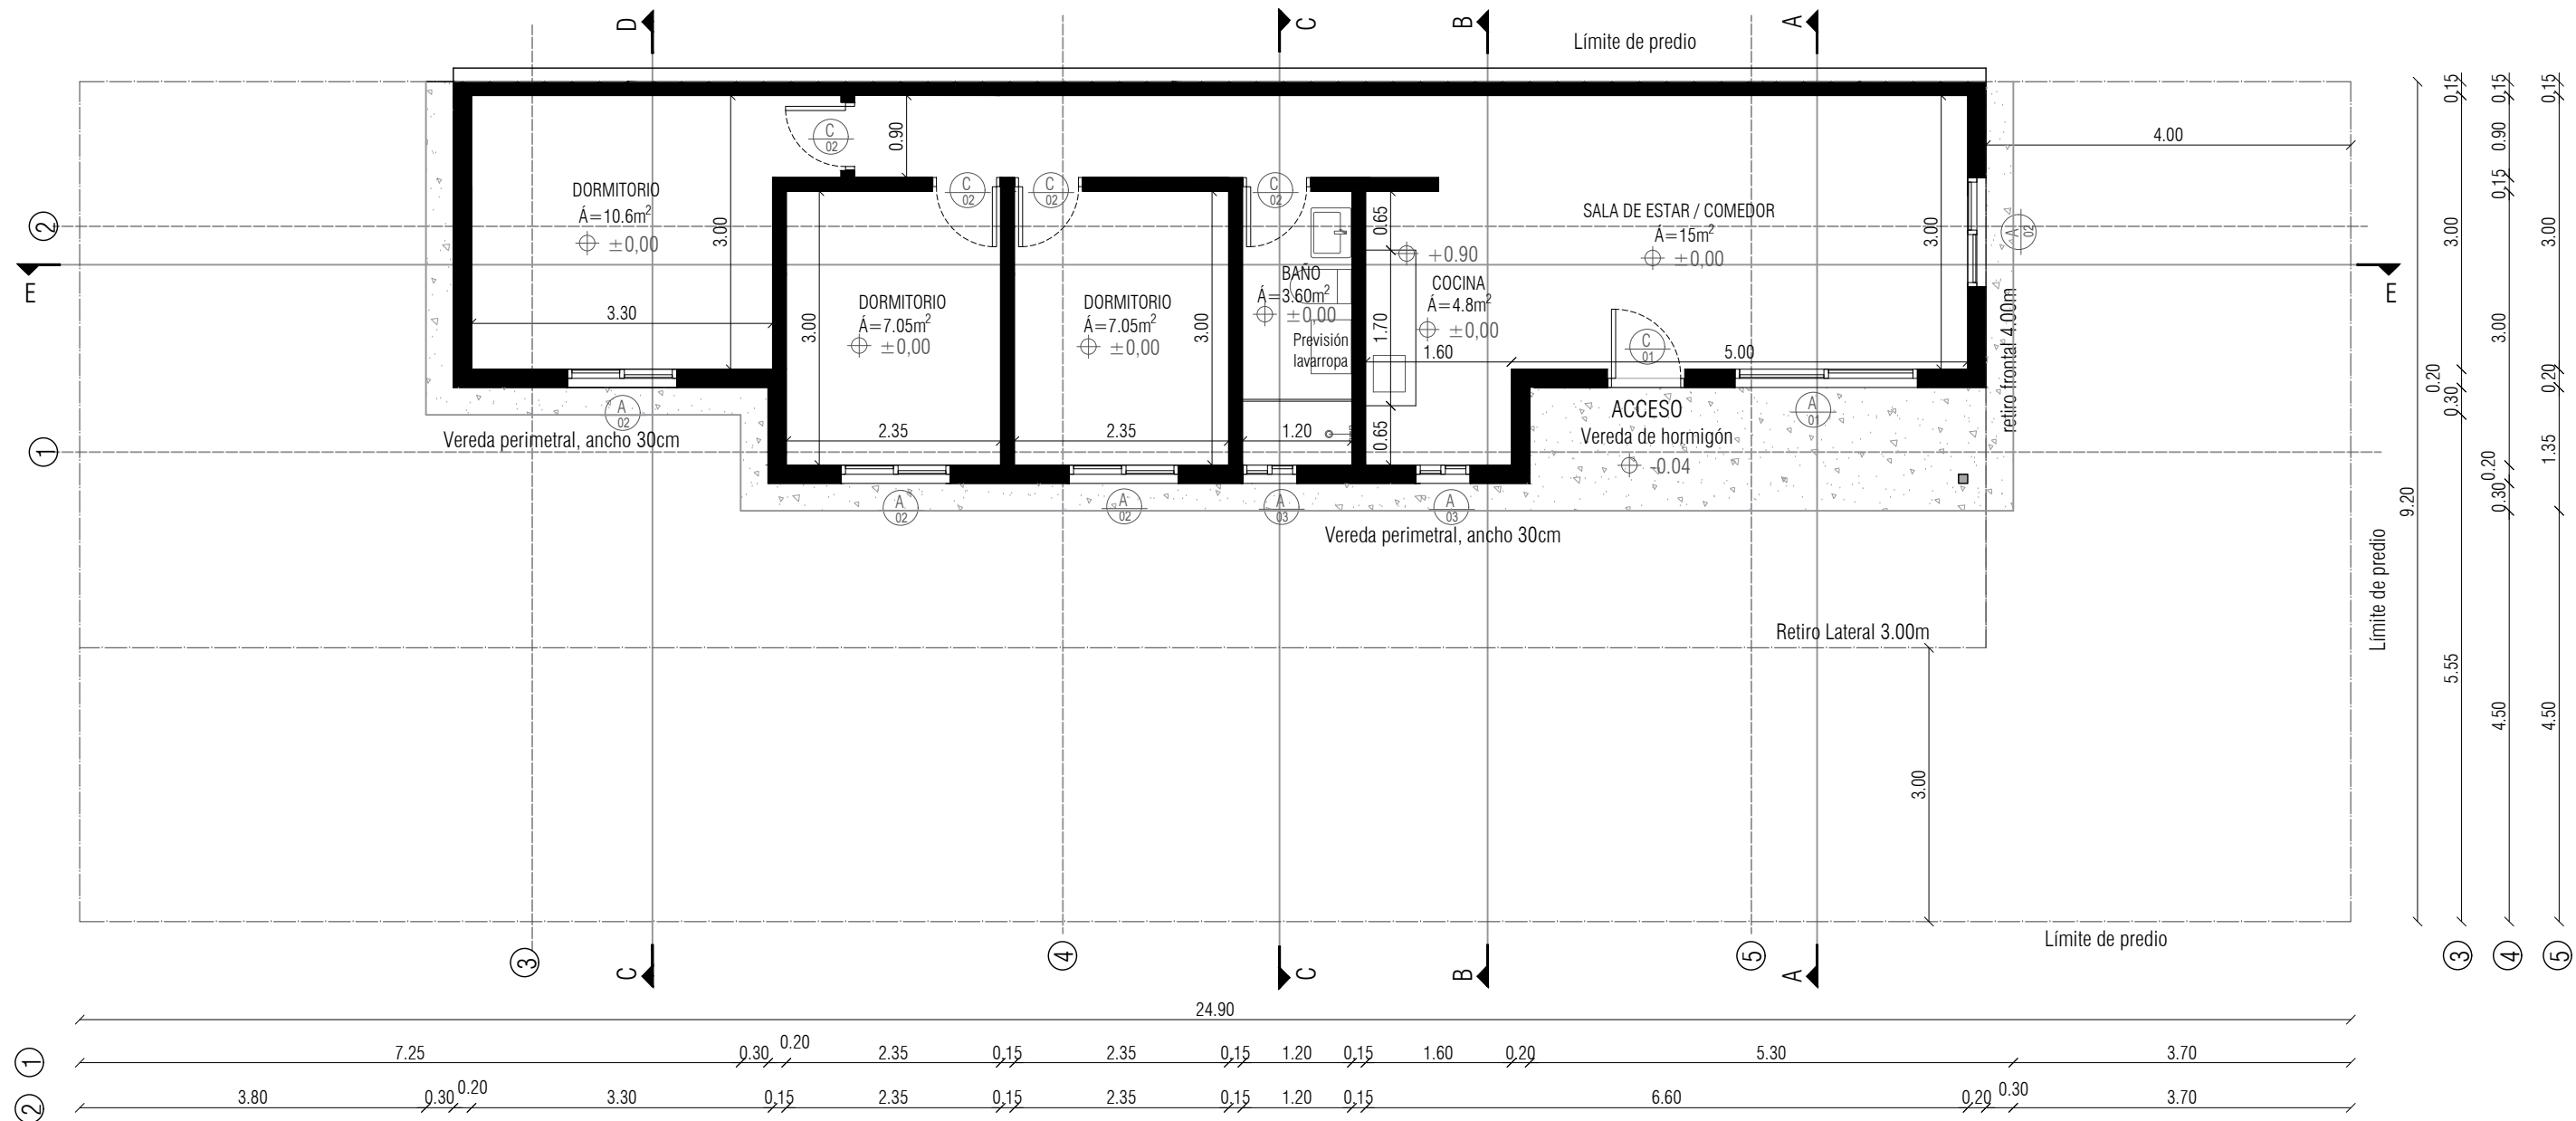 D
C
B
A
Límite de predio
0.15
0.15
0.15
4.00
C
02
0.90
0.90
DORMITORIO
Á=10.6m²
±0,00
C
02
C
02
C
02
0.15
SALA DE ESTAR / COMEDOR
Á=15m²
±0,00
0.65
3.00
3.00
A
02
3.00
3.00
2
+0.90
E
E
BAÑO
Á=3.60m²
±0,00
COCINA
Á=4.8m²
±0,00
DORMITORIO
Á=7.05m²
±0,00
DORMITORIO
Á=7.05m²
±0,00
3.30
3.00
3.00
1.70
3.00
Previsión
lavarropa
1.60
5.00
C
01
retiro frontal 4.00m
0.20
0.20
0.30
A
02
Vereda perimetral, ancho 30cm
2.35
2.35
1.20
0.65
ACCESO
Vereda de hormigón
-0.04
A
01
1
1.35
0.20
0.30
9.20
A
02
A
02
A
03
A
03
Vereda perimetral, ancho 30cm
Límite de predio
Retiro Lateral 3.00m
5.55
4.50
4.50
3.00
Límite de predio
3
C
4
C
B
5
A
3
4
5
24.90
1
7.25
0.30
0.20
2.35
0.15
2.35
0.15
1.20
0.15
1.60
0.20
5.30
3.70
2
3.80
0.30
0.20
3.30
0.15
2.35
0.15
2.35
0.15
1.20
0.15
6.60
0.20
0.30
3.70